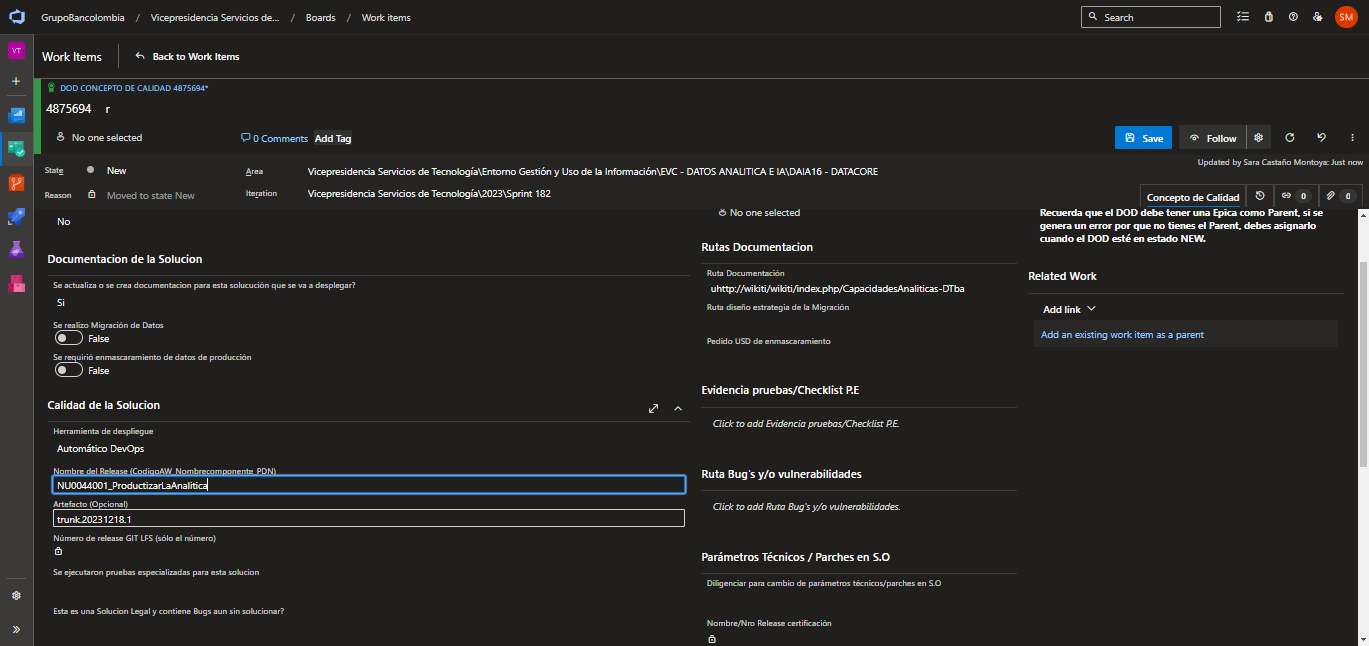 GrupoBancolombia / Vicepresidencia Servicios de... / Boards / Work items
Search
SM
VT
Work Items
Back to Work Items
DOD CONCEPTO DE CALIDAD 4875694*
4875694 r
No one selected
0 Comments
Add Tag
Save
Follow
Updated by Sara Castaño Montoya: Just now
State New
Area Vicepresidencia Servicios de Tecnología\Entorno Gestión y Uso de la Información\EVC - DATOS ANALITICA E IA\DAIA16 - DATACORE
Reason Moved to state New
Iteration Vicepresidencia Servicios de Tecnología\2023\Sprint 182
Concepto de Calidad 0 0
No
Documentacion de la Solucion
Se actualiza o se crea documentacion para esta solucución que se va a desplegar?
Si
Se realizo Migración de Datos
False
Se requirió enmascaramiento de datos de producción
False
Calidad de la Solucion
Herramienta de despliegue
Automático DevOps
Nombre del Release (CodigoAW_Nombrecomponente_PDN)
NU0044001_ProductizarLaAnalitica
Artefacto (Opcional)
trunk.20231218.1
Número de release GIT LFS (sólo el número)
Se ejecutaron pruebas especializadas para esta solucion
Esta es una Solucion Legal y contiene Bugs aun sin solucionar?
No one selected
Rutas Documentacion
Ruta Documentación
uhttp://wikiti/wikiti/index.php/CapacidadesAnaliticas-DTba
Ruta diseño estrategia de la Migración
Pedido USD de enmascaramiento
Evidencia pruebas/Checklist P.E
Click to add Evidencia pruebas/Checklist P.E.
Ruta Bug's y/o vulnerabilidades
Click to add Ruta Bug's y/o vulnerabilidades.
Parámetros Técnicos / Parches en S.O
Diligenciar para cambio de parámetros técnicos/parches en S.O
Nombre/Nro Release certificación
Recuerda que el DOD debe tener una Epica como Parent, si se
genera un error por que no tienes el Parent, debes asignarlo
cuando el DOD esté en estado NEW.
Related Work
Add link
Add an existing work item as a parent